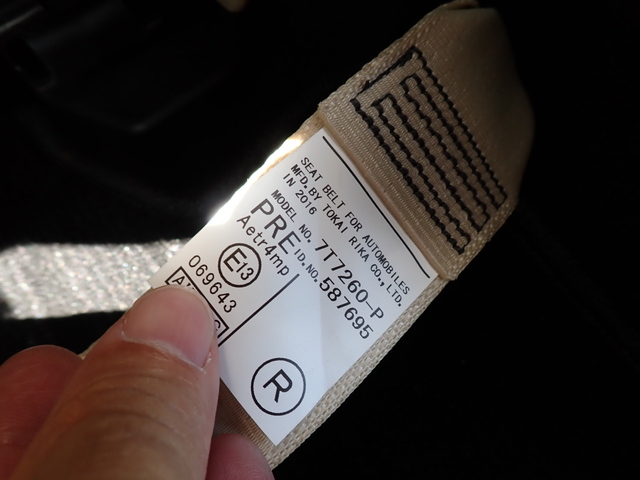 SEAT BELT FOR AUTOMOBILES
MFD. BY TOKAI RIKA CO., LTD.
IN 2016
MODEL NO. 7T7260-P
PRE ID.NO. 587695
Aetr4mp
E13
069643
R